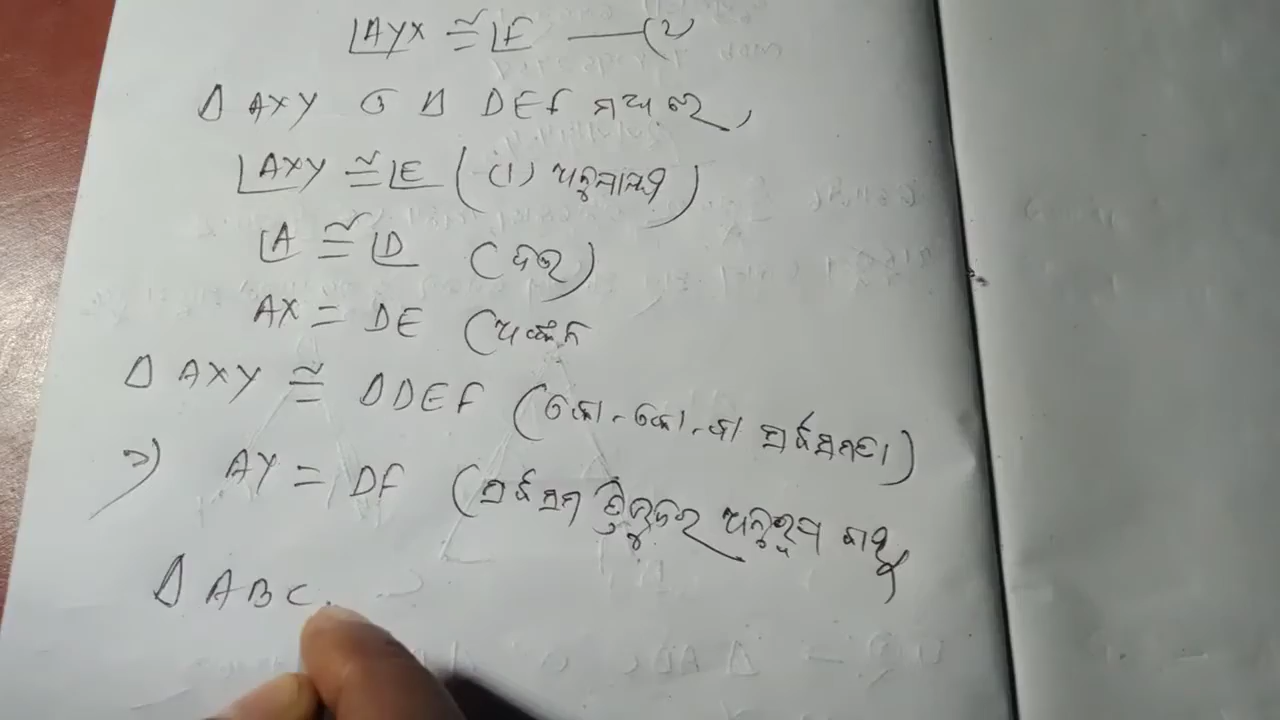 ∠AYX ≅ ∠F —— (୨)
Δ AXY ଓ Δ DEF ମଧ୍ୟରେ,
∠AXY ≅ ∠E ( (1) ଅନୁଯାୟୀ )
∠A ≅ ∠D (ଦତ୍ତ)
AX = DE (ଅଙ୍କନ
Δ AXY ≅ Δ DEF (କୋ-କୋ-ବା ସର୍ବସମତା)
⇒ AY = DF (ସର୍ବସମ ତ୍ରିଭୁଜର ଅନୁରୂପ ବାହୁ
Δ ABC